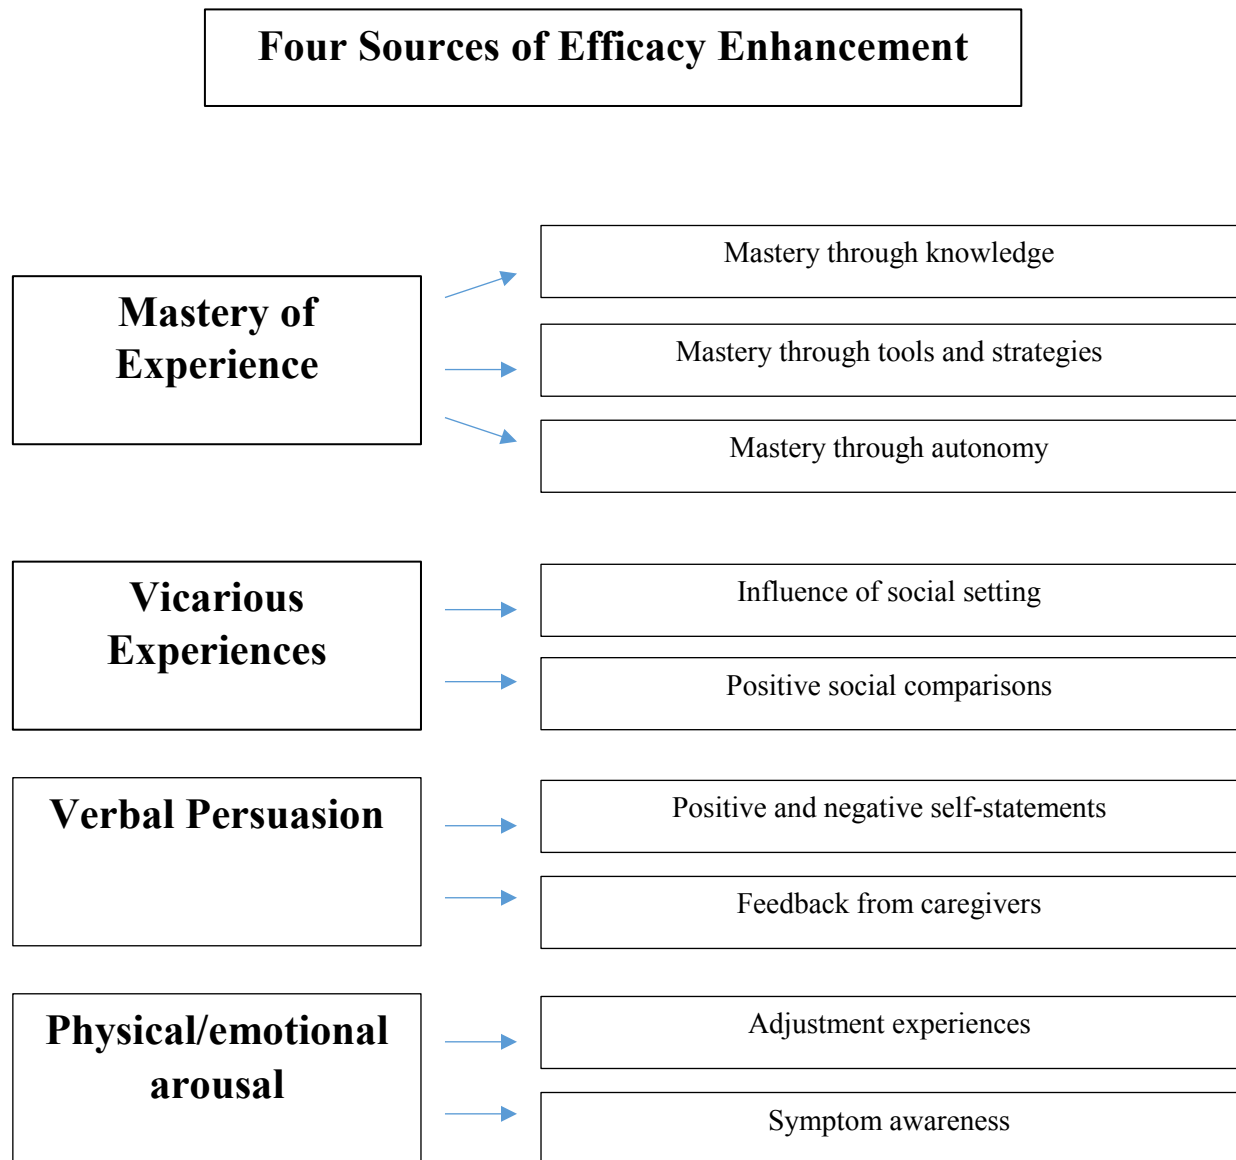 Four Sources of Efficacy Enhancement
Mastery of
Experience
Mastery through knowledge
Mastery through tools and strategies
Mastery through autonomy
Vicarious
Experiences
Influence of social setting
Positive social comparisons
Verbal Persuasion
Positive and negative self-statements
Feedback from caregivers
Physical/emotional
arousal
Adjustment experiences
Symptom awareness